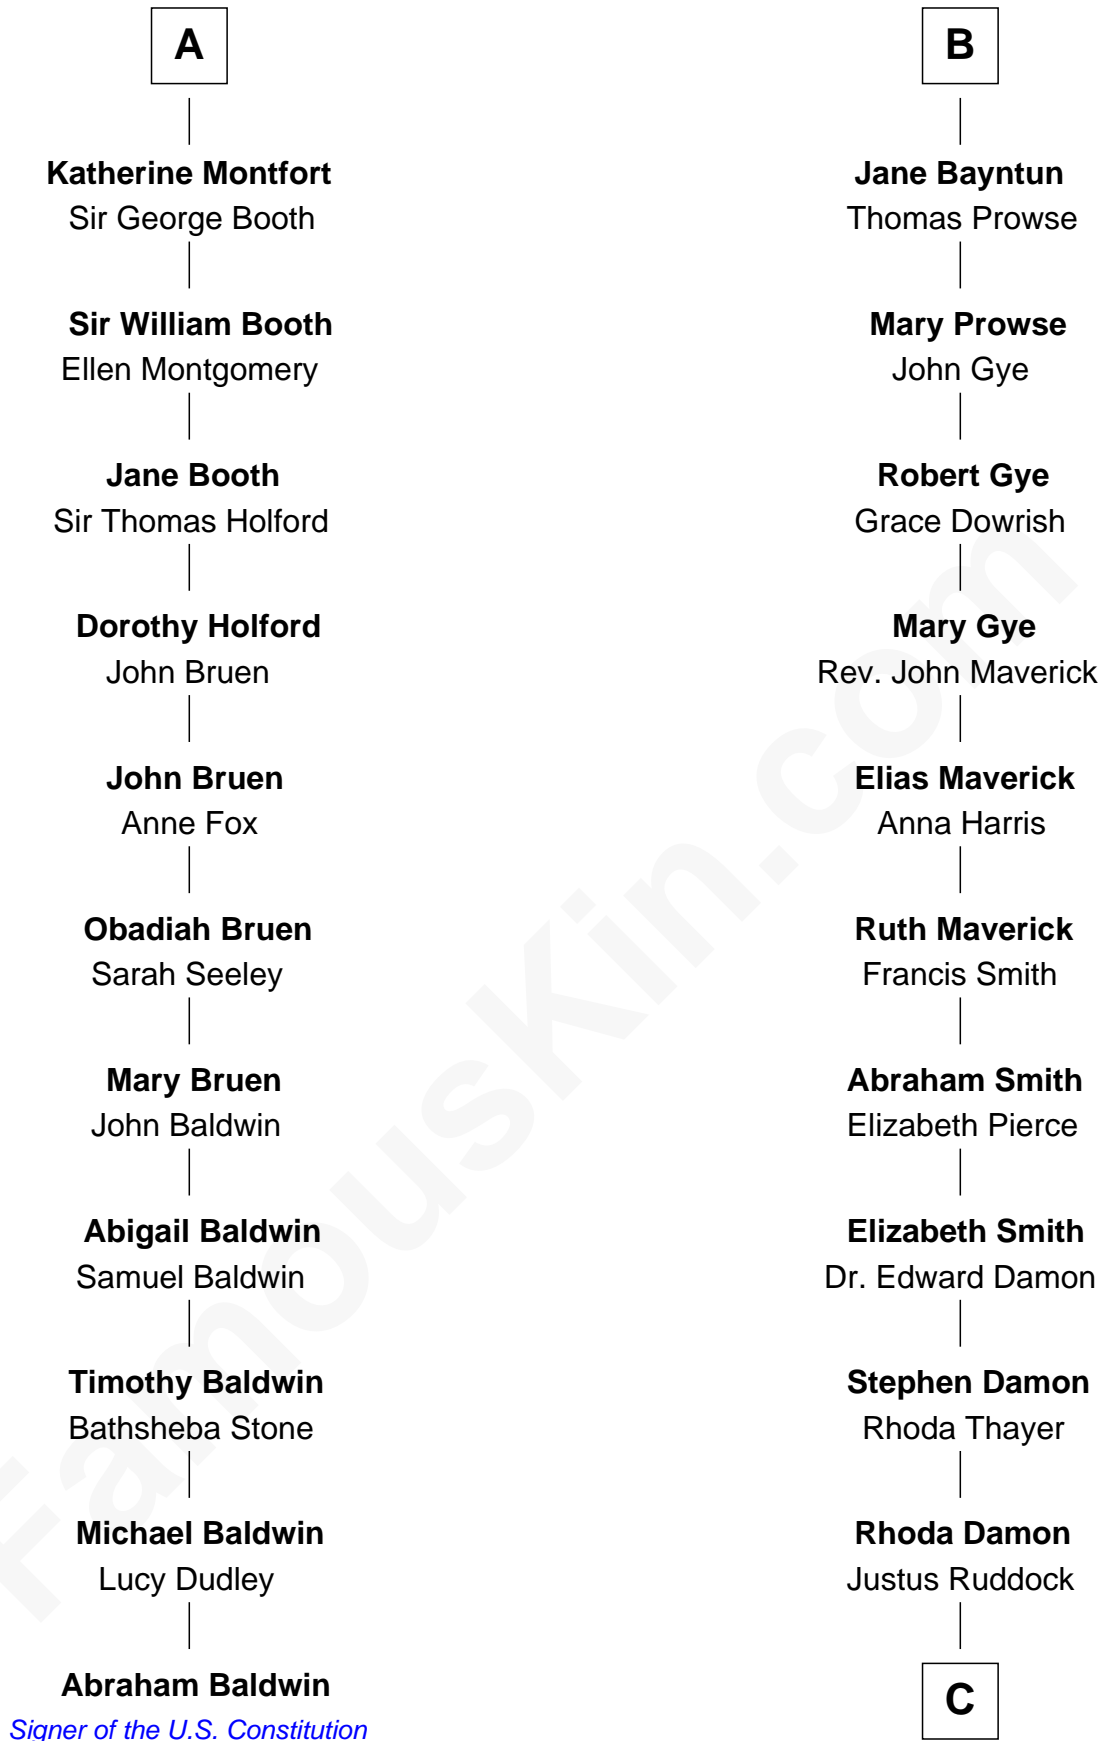 A
Katherine Montfort
Sir George Booth
Sir William Booth
Ellen Montgomery
Jane Booth
Sir Thomas Holford
Dorothy Holford
John Bruen
John Bruen
Anne Fox
Obadiah Bruen
Sarah Seeley
Mary Bruen
John Baldwin
Abigail Baldwin
Samuel Baldwin
Timothy Baldwin
Bathsheba Stone
Michael Baldwin
Lucy Dudley
Abraham Baldwin
Signer of the U.S. Constitution
B
Jane Bayntun
Thomas Prowse
Mary Prowse
John Gye
Robert Gye
Grace Dowrish
Mary Gye
Rev. John Maverick
Elias Maverick
Anna Harris
Ruth Maverick
Francis Smith
Abraham Smith
Elizabeth Pierce
Elizabeth Smith
Dr. Edward Damon
Stephen Damon
Rhoda Thayer
Rhoda Damon
Justus Ruddock
C
FamousKin.com